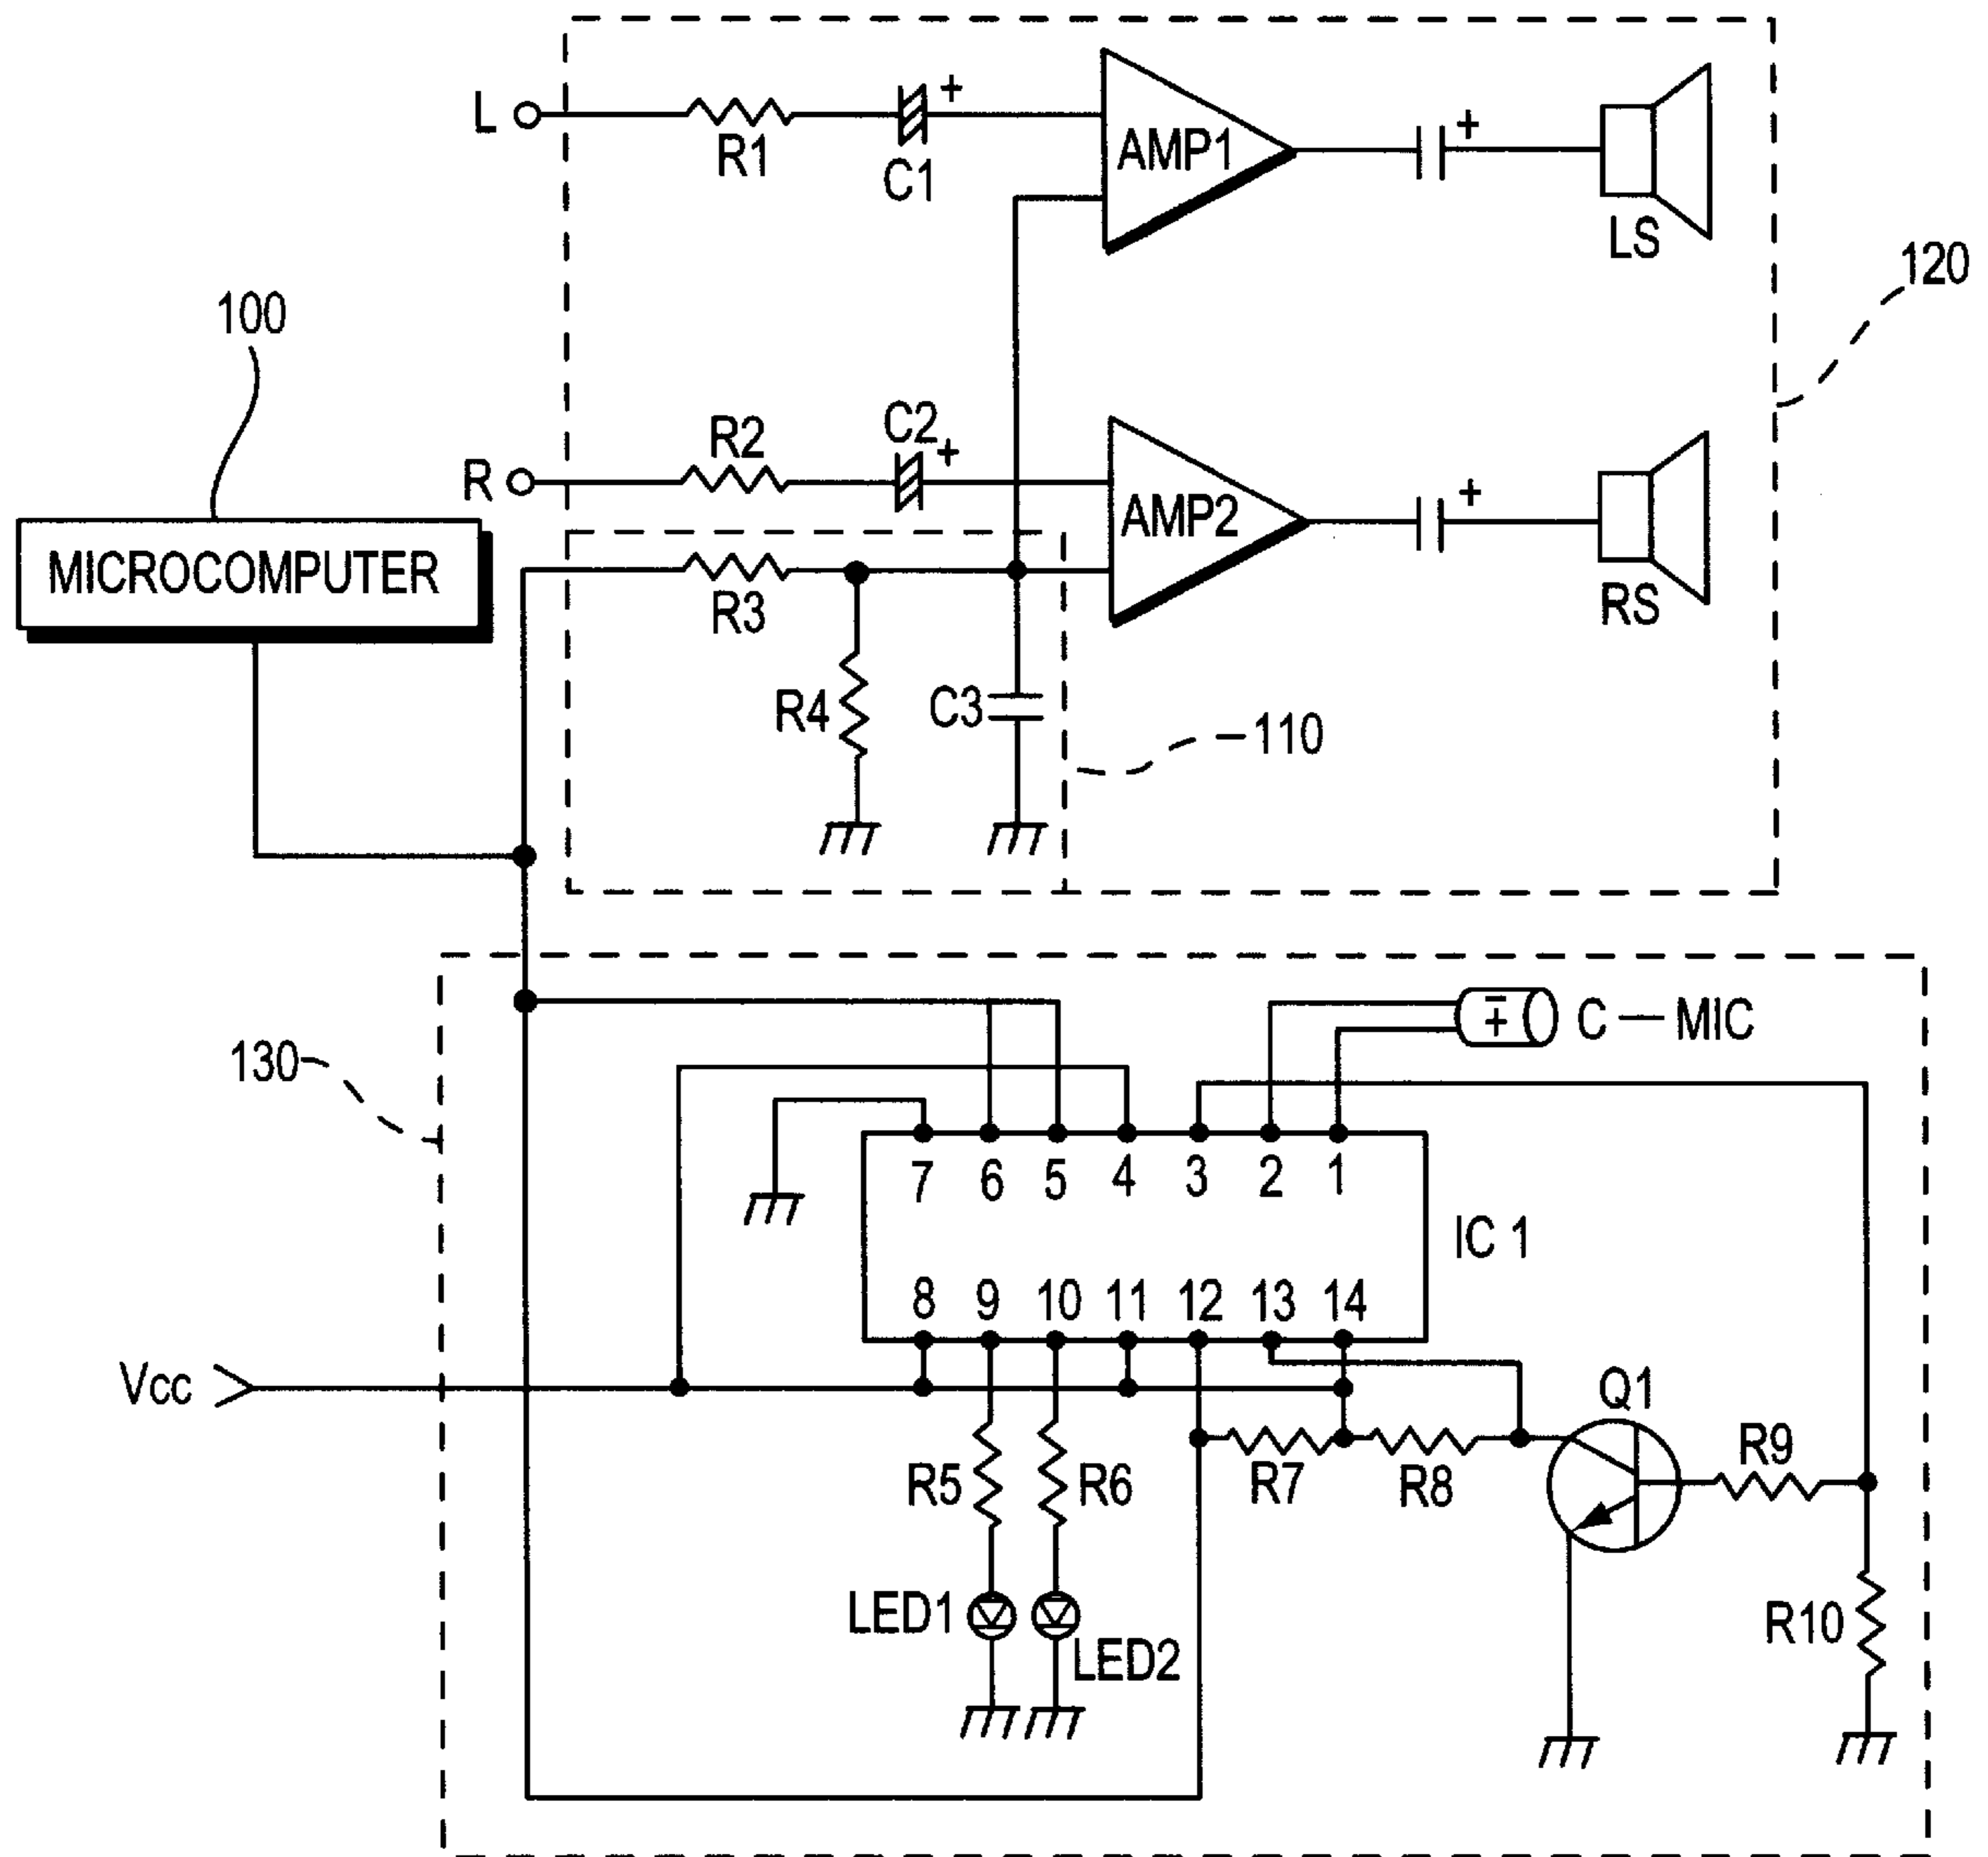 L
R1
C1
+
AMP1
+
LS
120
100
R
R2
C2
+
AMP2
+
RS
MICROCOMPUTER
R3
R4
C3
110
130
C — MIC
−
+
7 6 5 4 3 2 1
IC 1
8 9 10 11 12 13 14
Vcc
Q1
R5
R6
R7
R8
R9
LED1
LED2
R10